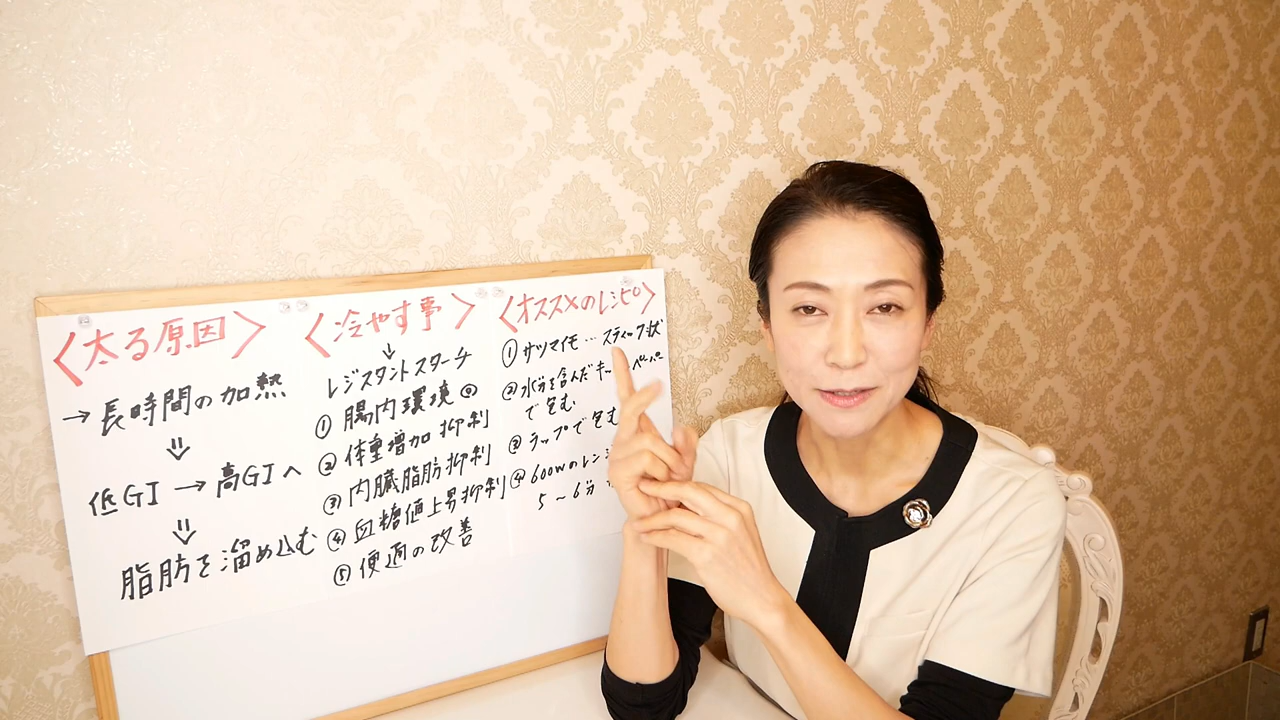 〈太る原因〉
→長時間の加熱
⇓
低GI→高GIへ
⇓
脂肪を溜め込む
〈冷やす事〉
↓
レジスタントスターチ
① 腸内環境◎
② 体重増加抑制
③ 内臓脂肪抑制
④ 血糖値上昇抑制
⑤ 便通の改善
〈オススメのレシピ〉
① サツマイモ…スティック状
② 水分を含んだキッ ペーパー
で包む
③ ラップで包む
④ 600Wのレンジ
5〜6分